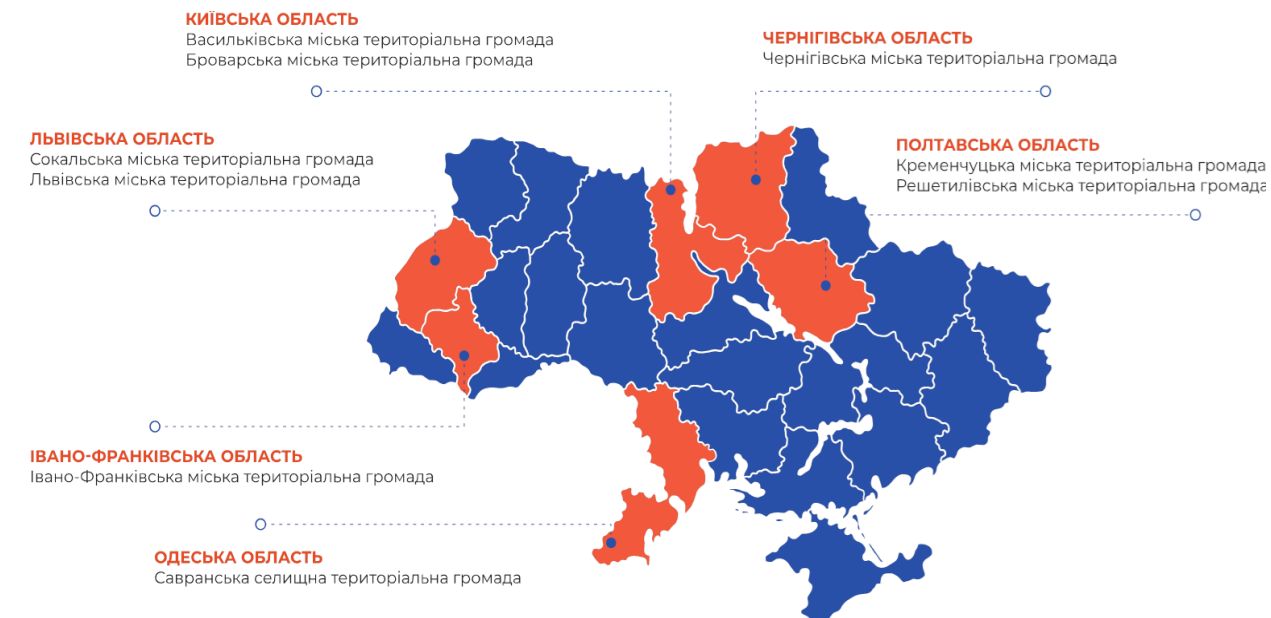 КИЇВСЬКА ОБЛАСТЬ
Васильківська міська територіальна громада
Броварська міська територіальна громада
ЧЕРНІГІВСЬКА ОБЛАСТЬ
Чернігівська міська територіальна громада
ЛЬВІВСЬКА ОБЛАСТЬ
Сокальська міська територіальна громада
Львівська міська територіальна громада
ПОЛТАВСЬКА ОБЛАСТЬ
Кременчуцька міська територіальна громада
Решетилівська міська територіальна громада
ІВАНО-ФРАНКІВСЬКА ОБЛАСТЬ
Івано-Франківська міська територіальна громада
ОДЕСЬКА ОБЛАСТЬ
Савранська селищна територіальна громада